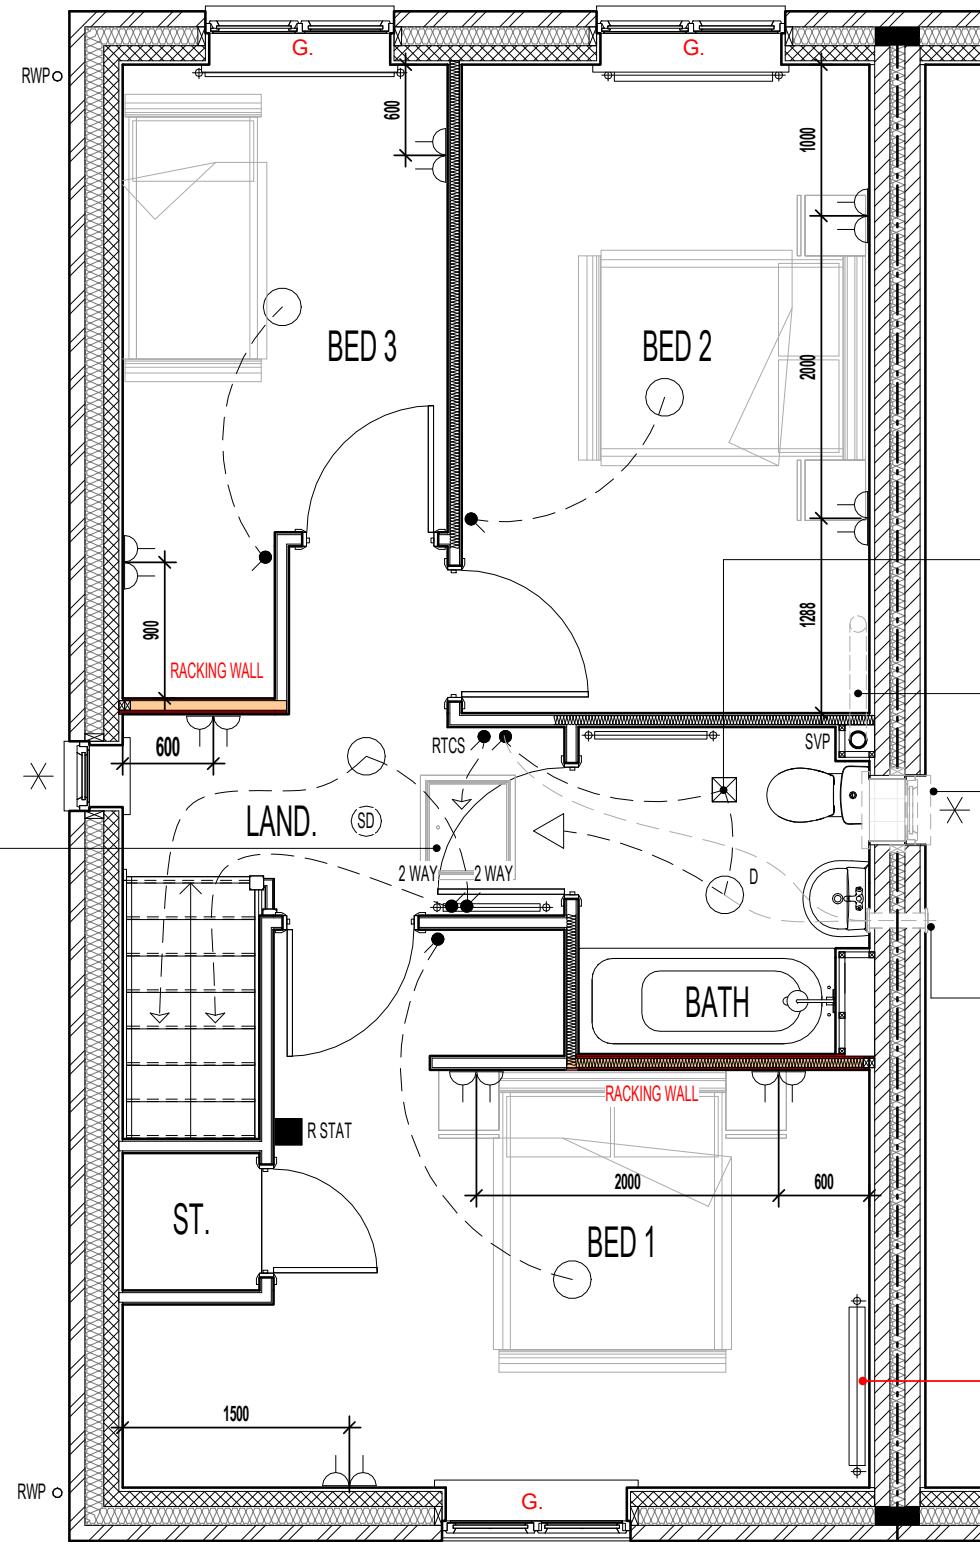 G.
G.
RWP
600
1000
BED 3
BED 2
2000
900
1288
RACKING WALL
600
RTCS
SVP
LAND.
SD
2 WAY
2 WAY
D
BATH
RACKING WALL
R STAT
2000
600
ST.
BED 1
1500
RWP
G.